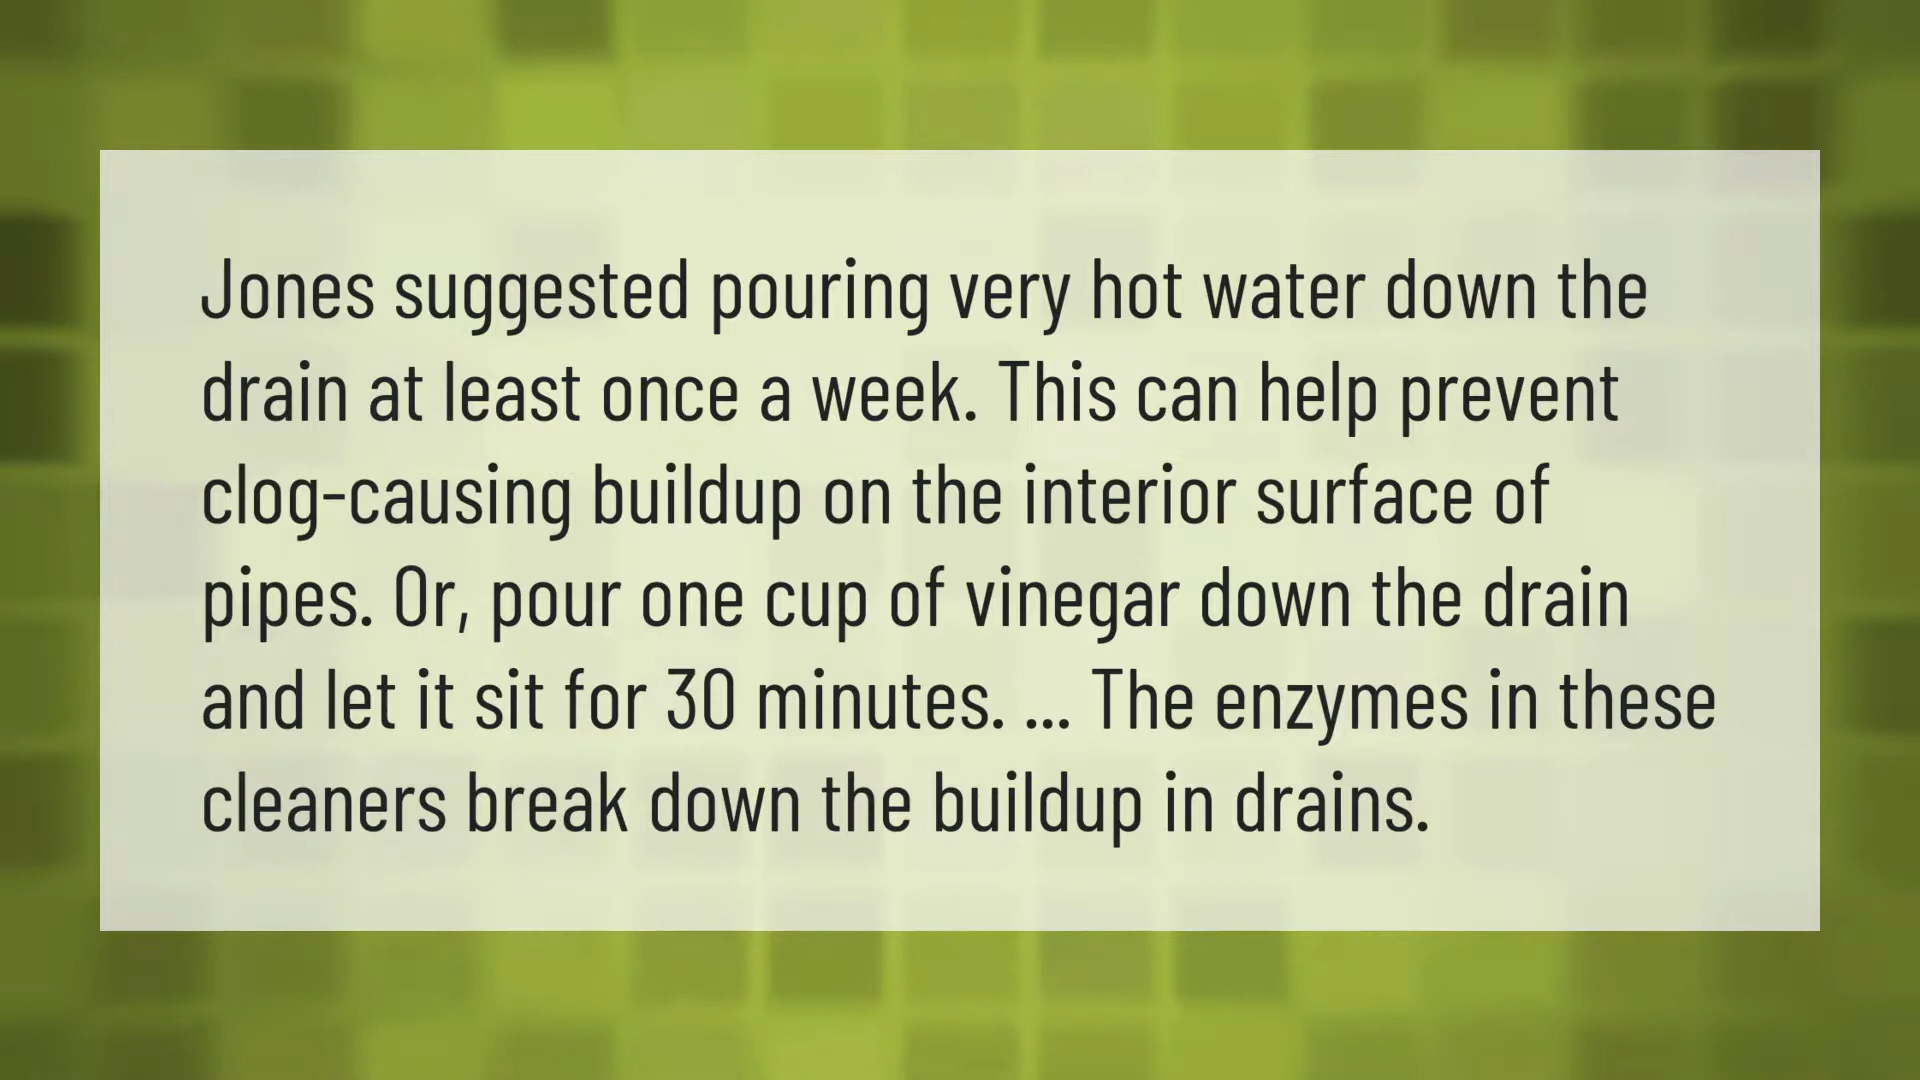 Jones suggested pouring very hot water down the
drain at least once a week. This can help prevent
clog-causing buildup on the interior surface of
pipes. Or, pour one cup of vinegar down the drain
and let it sit for 30 minutes. ... The enzymes in these
cleaners break down the buildup in drains.